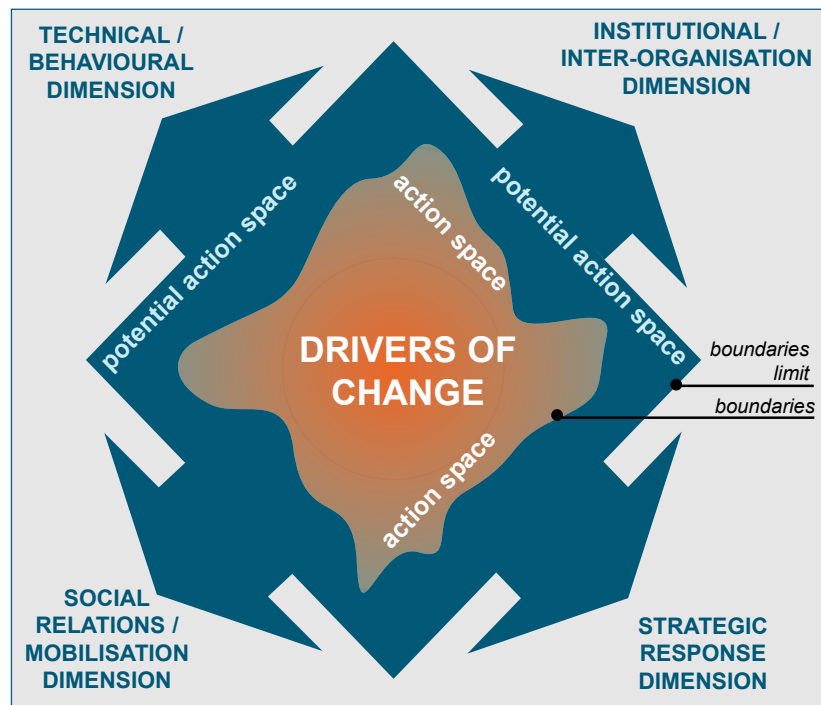 TECHNICAL /
BEHAVIOURAL
DIMENSION
INSTITUTIONAL /
INTER-ORGANISATION
DIMENSION
potential action space
action space
potential action space
DRIVERS OF
CHANGE
boundaries
limit
boundaries
action space
SOCIAL
RELATIONS /
MOBILISATION
DIMENSION
STRATEGIC
RESPONSE
DIMENSION